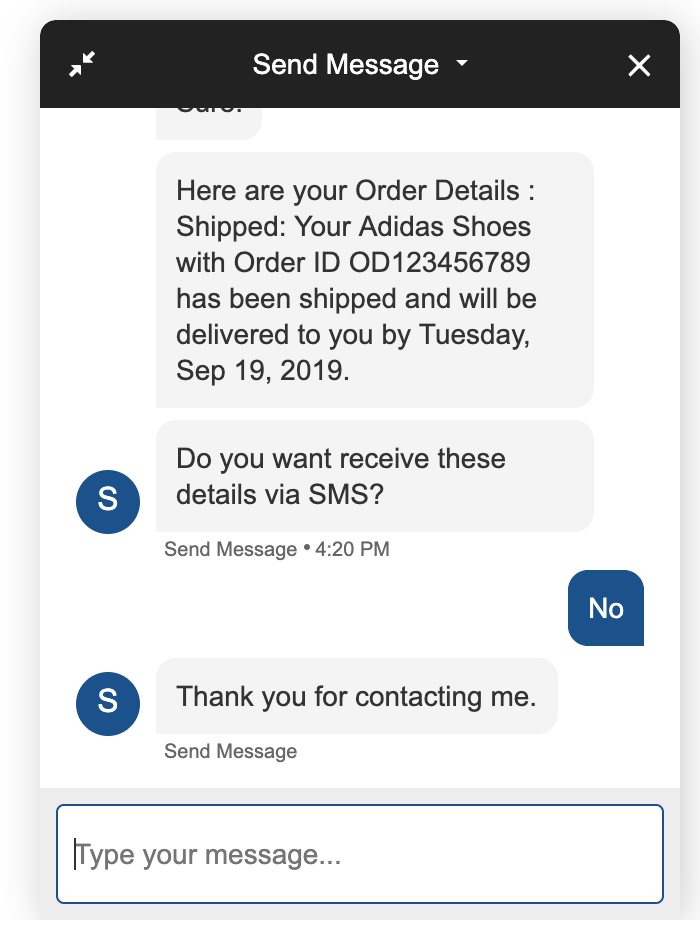 Send Message
Here are your Order Details :
Shipped: Your Adidas Shoes
with Order ID OD123456789
has been shipped and will be
delivered to you by Tuesday,
Sep 19, 2019.
Do you want receive these
details via SMS?
S
Send Message • 4:20 PM
No
Thank you for contacting me.
S
Send Message
Type your message...